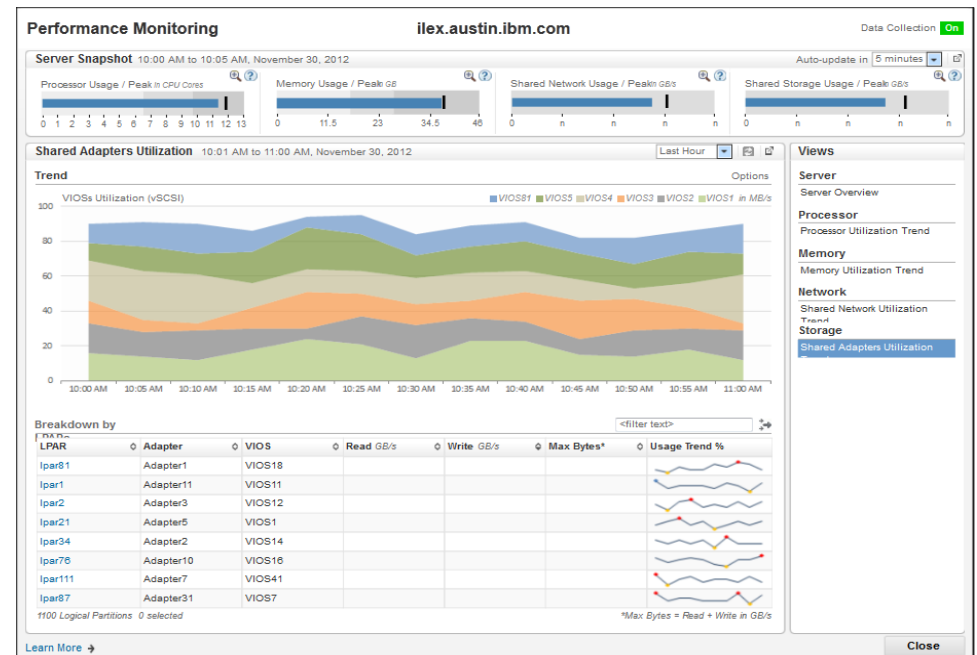 Performance Monitoring
ilex.austin.ibm.com
Data Collection On
Server Snapshot 10:00 AM to 10:05 AM, November 30, 2012
Auto-update in 5 minutes
Processor Usage / Peak In CPU Cores
0 1 2 3 4 5 6 7 8 9 10 11 12 13
Memory Usage / Peak GB
0 11.5 23 34.5 46
Shared Network Usage / Peak In GB/s
0 n n n n
Shared Storage Usage / Peak In GB/s
n n n n
Shared Adapters Utilization 10:01 AM to 11:00 AM, November 30, 2012
Last Hour
Trend
Options
VIOSs Utilization (vSCSI)
VIOS81 VIOS5 VIOS4 VIOS3 VIOS2 VIOS1 in MB/s
100
80
60
40
20
0
10:00 AM 10:05 AM 10:10 AM 10:15 AM 10:20 AM 10:25 AM 10:30 AM 10:35 AM 10:40 AM 10:45 AM 10:50 AM 10:55 AM 11:00 AM
Breakdown by
<filter text>
LPAR Adapter VIOS Read GB/s Write GB/s Max Bytes* Usage Trend %
lpar81 Adapter1 VIOS18
lpar1 Adapter11 VIOS11
lpar2 Adapter3 VIOS12
lpar21 Adapter5 VIOS1
lpar34 Adapter2 VIOS14
lpar76 Adapter10 VIOS16
lpar111 Adapter7 VIOS41
lpar87 Adapter31 VIOS7
1100 Logical Partitions 0 selected
*Max Bytes = Read + Write in GB/s
Views
Server
Server Overview
Processor
Processor Utilization Trend
Memory
Memory Utilization Trend
Network
Shared Network Utilization
Trend
Storage
Shared Adapters Utilization
Learn More
Close